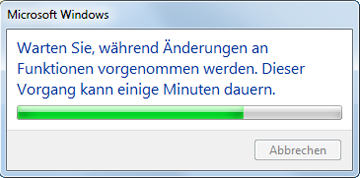 Microsoft Windows
Warten Sie, während Änderungen an
Funktionen vorgenommen werden. Dieser
Vorgang kann einige Minuten dauern.
Abbrechen